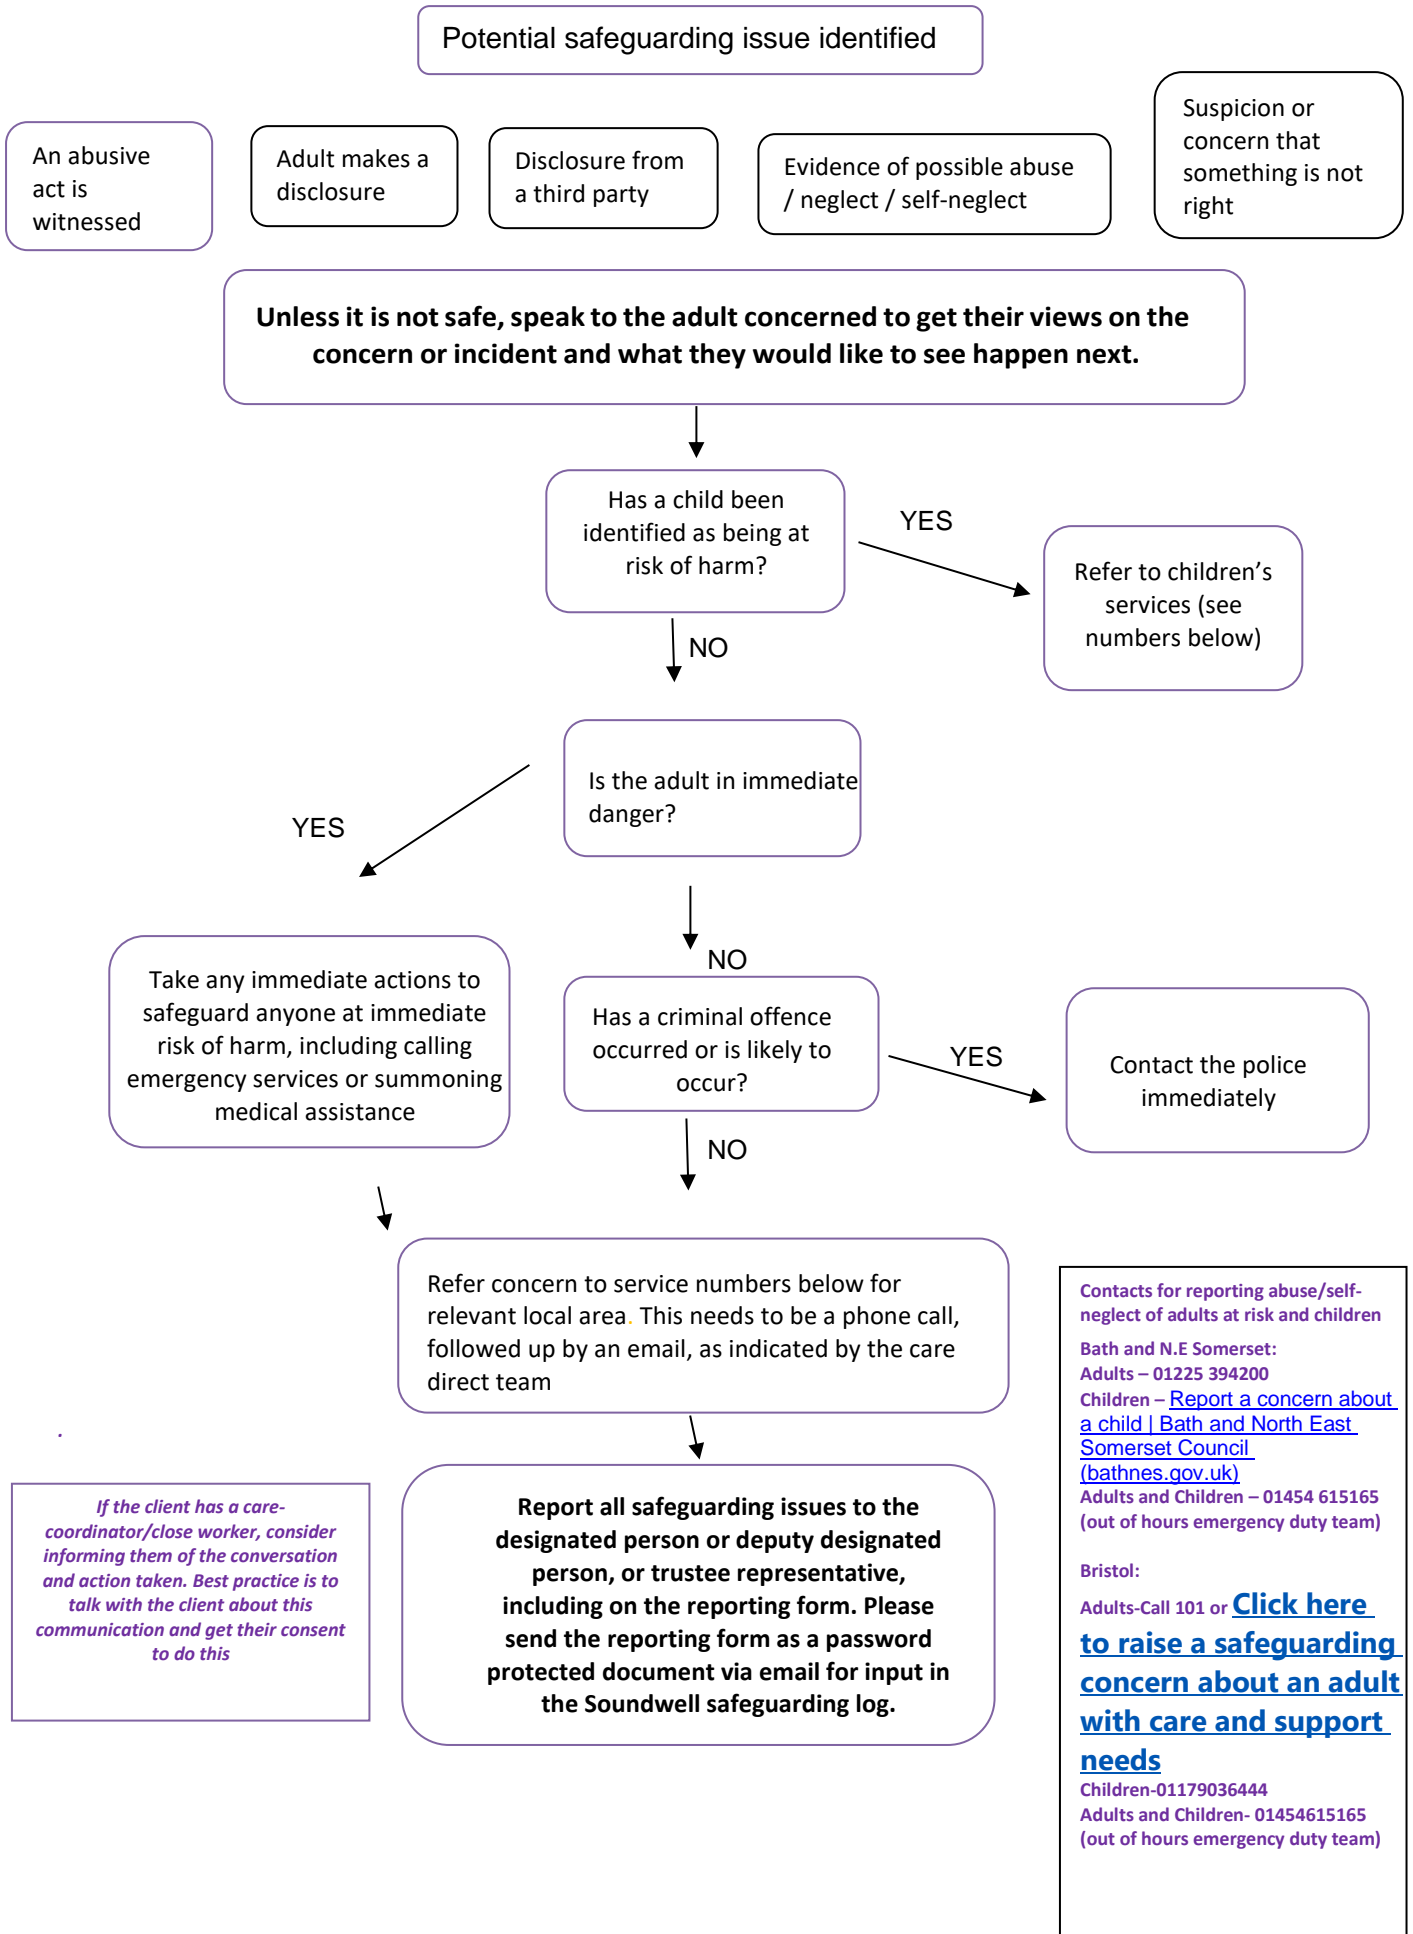 Potential safeguarding issue identified
An abusive
act is
witnessed
Adult makes a
disclosure
Disclosure from
a third party
Evidence of possible abuse
/ neglect / self-neglect
Suspicion or
concern that
something is not
right
Unless it is not safe, speak to the adult concerned to get their views on the
concern or incident and what they would like to see happen next.
Has a child been
identified as being at
risk of harm?
YES
Refer to children’s
services (see
numbers below)
NO
Is the adult in immediate
danger?
YES
NO
Take any immediate actions to
safeguard anyone at immediate
risk of harm, including calling
emergency services or summoning
medical assistance
Has a criminal offence
occurred or is likely to
occur?
YES
Contact the police
immediately
NO
Refer concern to service numbers below for
relevant local area. This needs to be a phone call,
followed up by an email, as indicated by the care
direct team
.
If the client has a care-
coordinator/close worker, consider
informing them of the conversation
and action taken. Best practice is to
talk with the client about this
communication and get their consent
to do this
Report all safeguarding issues to the
designated person or deputy designated
person, or trustee representative,
including on the reporting form. Please
send the reporting form as a password
protected document via email for input in
the Soundwell safeguarding log.
Contacts for reporting abuse/self-
neglect of adults at risk and children
Bath and N.E Somerset:
Adults – 01225 394200
Children – Report a concern about
a child | Bath and North East
Somerset Council
(bathnes.gov.uk)
Adults and Children – 01454 615165
(out of hours emergency duty team)
Bristol:
Adults-Call 101 or Click here
to raise a safeguarding
concern about an adult
with care and support
needs
Children-01179036444
Adults and Children- 01454615165
(out of hours emergency duty team)